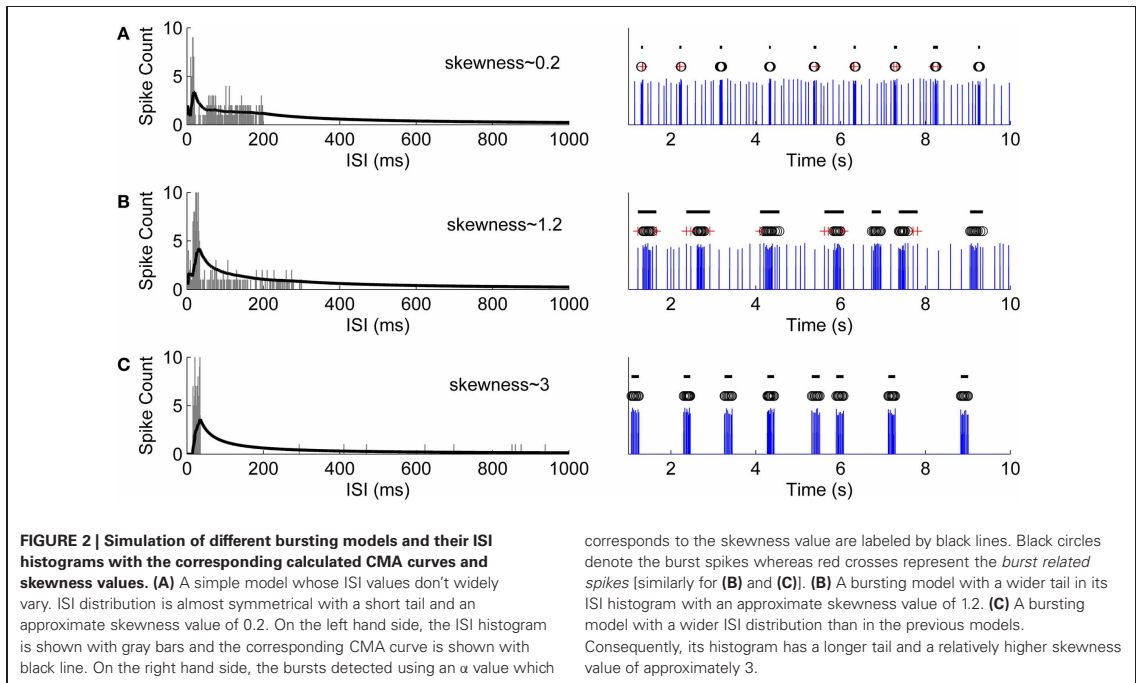 A
10
5
0
Spike Count
skewness~0.2
0 200 400 600 800 1000
ISI (ms)
2 4 6 8 10
Time (s)
B
10
5
0
Spike Count
skewness~1.2
0 200 400 600 800 1000
ISI (ms)
2 4 6 8 10
Time (s)
C
10
5
0
Spike Count
skewness~3
0 200 400 600 800 1000
ISI (ms)
2 4 6 8 10
Time (s)
FIGURE 2 | Simulation of different bursting models and their ISI
histograms with the corresponding calculated CMA curves and
skewness values. (A) A simple model whose ISI values don't widely
vary. ISI distribution is almost symmetrical with a short tail and an
approximate skewness value of 0.2. On the left hand side, the ISI histogram
is shown with gray bars and the corresponding CMA curve is shown with
black line. On the right hand side, the bursts detected using an α value which
corresponds to the skewness value are labeled by black lines. Black circles
denote the burst spikes whereas red crosses represent the burst related
spikes [similarly for (B) and (C)]. (B) A bursting model with a wider tail in its
ISI histogram with an approximate skewness value of 1.2. (C) A bursting
model with a wider ISI distribution than in the previous models.
Consequently, its histogram has a longer tail and a relatively higher skewness
value of approximately 3.